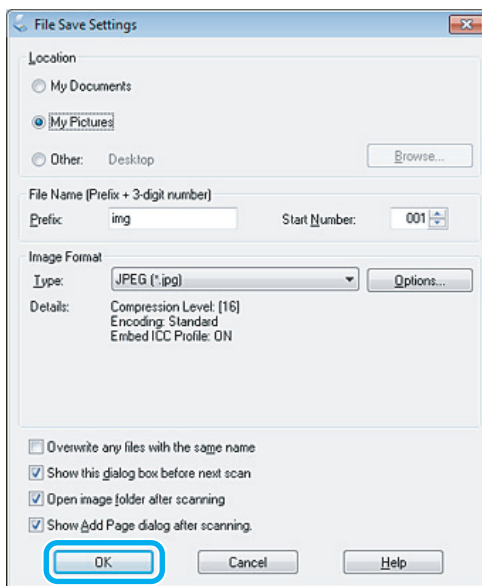 File Save Settings
Location
My Documents
My Pictures
Other: Desktop Browse...
File Name (Prefix + 3-digit number)
Prefix: img Start Number: 001
Image Format
Type: JPEG (*.jpg) Options...
Details: Compression Level: [16]
Encoding: Standard
Embed ICC Profile: ON
Overwrite any files with the same name
Show this dialog box before next scan
Open image folder after scanning
Show Add Page dialog after scanning.
OK Cancel Help